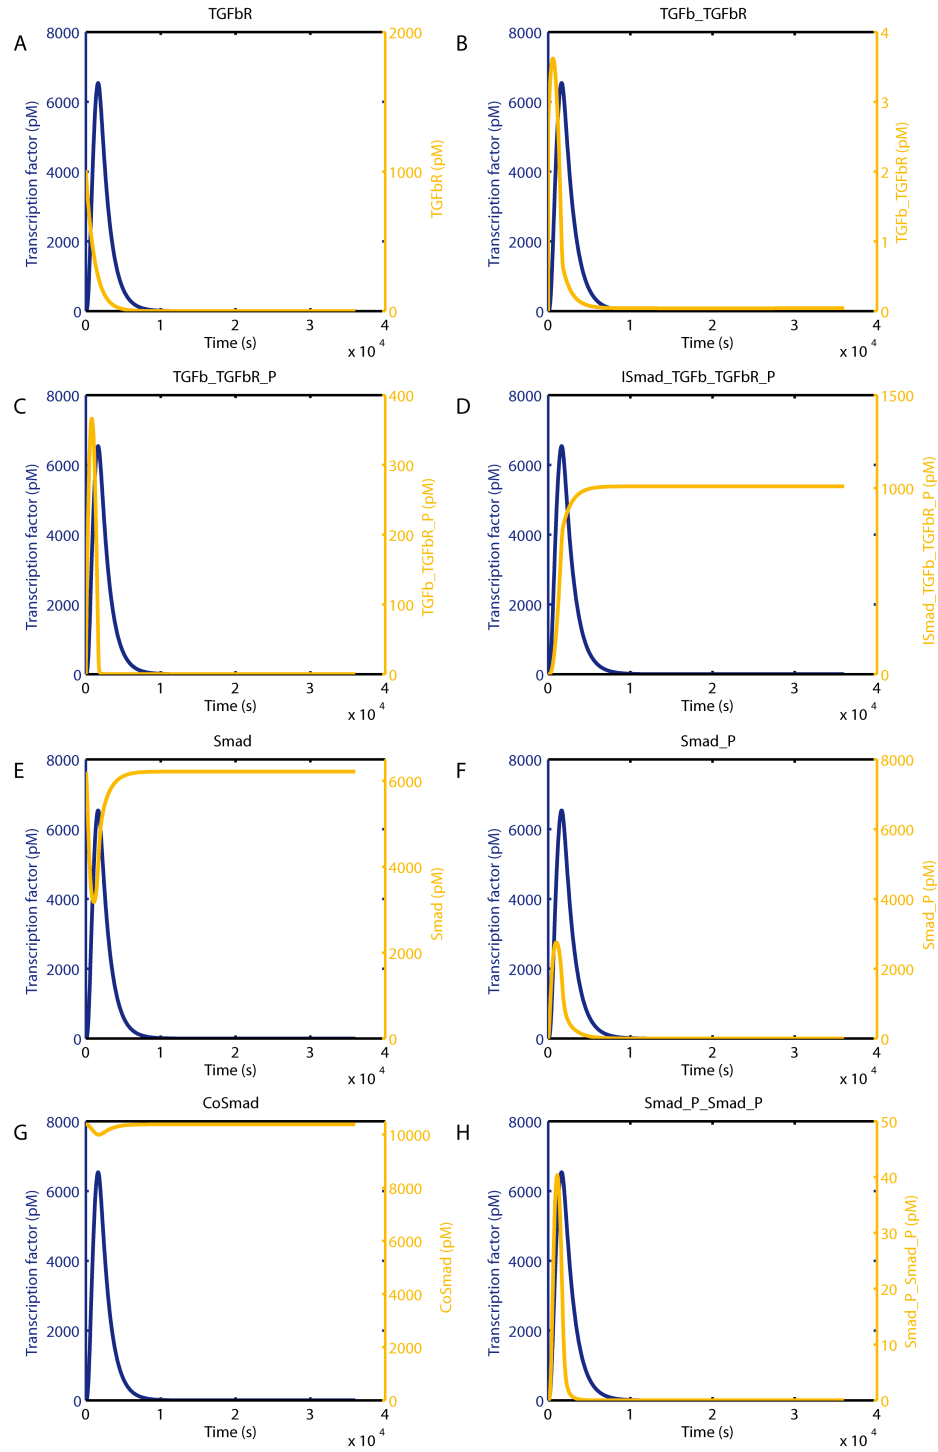 TGFbR
A
8000
6000
4000
2000
0
Transcription factor (pM)
2000
1000
0
TGFbR (pM)
0 1 2 3 4
Time (s)
x 10 4
TGFb_TGFbR
B
8000
6000
4000
2000
0
Transcription factor (pM)
4
3
2
1
0
TGFb_TGFbR (pM)
0 1 2 3 4
Time (s)
x 10 4
TGFb_TGFbR_P
C
8000
6000
4000
2000
0
Transcription factor (pM)
400
300
200
100
0
TGFb_TGFbR_P (pM)
0 1 2 3 4
Time (s)
x 10 4
ISmad_TGFb_TGFbR_P
D
8000
6000
4000
2000
0
Transcription factor (pM)
1500
1000
0
ISmad_TGFb_TGFbR_P (pM)
0 1 2 3 4
Time (s)
x 10 4
Smad
E
8000
6000
4000
2000
0
Transcription factor (pM)
6000
4000
2000
0
Smad (pM)
0 1 2 3 4
Time (s)
x 10 4
Smad_P
F
8000
6000
4000
2000
0
Transcription factor (pM)
8000
6000
4000
2000
0
Smad_P (pM)
0 1 2 3 4
Time (s)
x 10 4
CoSmad
G
8000
6000
4000
2000
0
Transcription factor (pM)
10000
8000
6000
4000
2000
0
CoSmad (pM)
0 1 2 3 4
Time (s)
x 10 4
Smad_P_Smad_P
H
8000
6000
4000
2000
0
Transcription factor (pM)
50
40
30
20
10
0
Smad_P_Smad_P (pM)
0 1 2 3 4
Time (s)
x 10 4